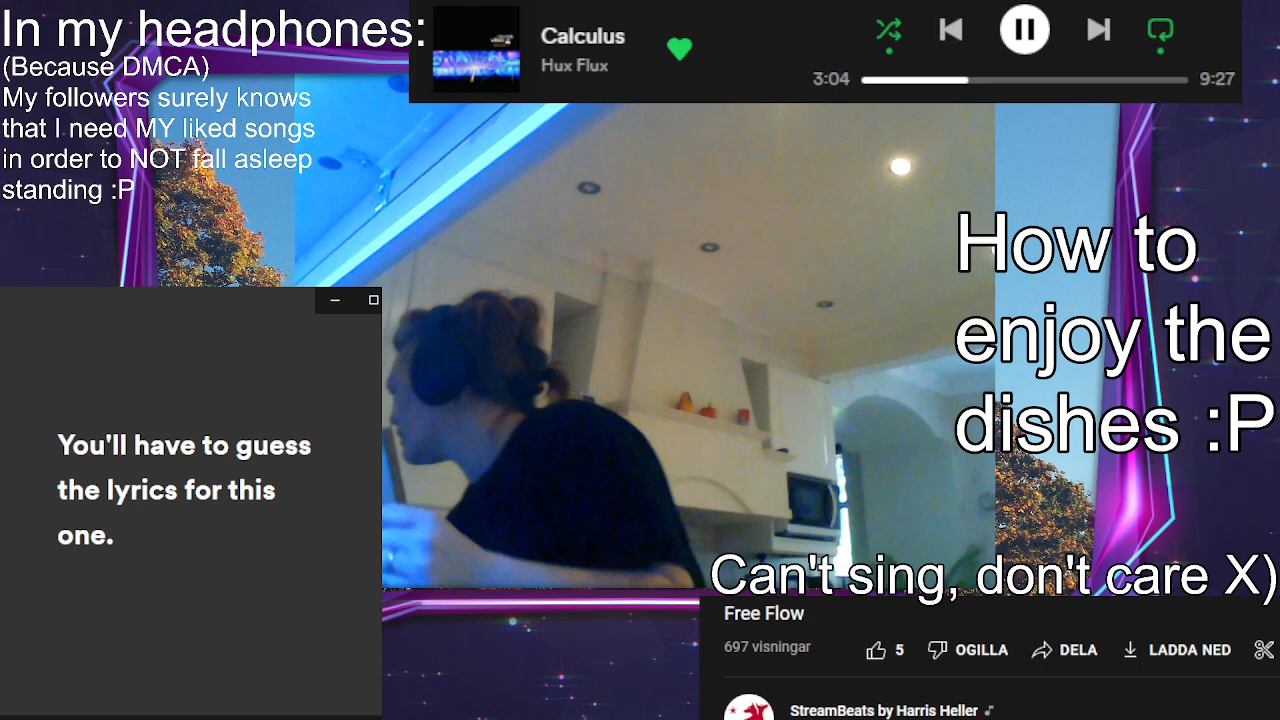 In my headphones:
(Because DMCA)
My followers surely knows
that I need MY liked songs
in order to NOT fall asleep
standing :P
Calculus
Hux Flux
3:04
9:27
How to
enjoy the
dishes :P
You'll have to guess
the lyrics for this
one.
Can't sing, don't care X)
Free Flow
697 visningar
5 OGILLA DELA LADDA NED
StreamBeats by Harris Heller